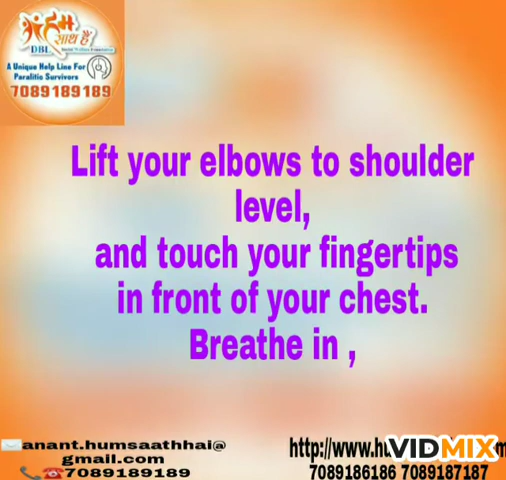 साथ हैं
DBL
A Unique Help Line For
Paralitic Survivors
7089189189
Lift your elbows to shoulder
level,
and touch your fingertips
in front of your chest.
Breathe in ,
anant.humsaathhai@
gmail.com
7089189189
http://www.hu
VIDMIX
7089186186 7089187187